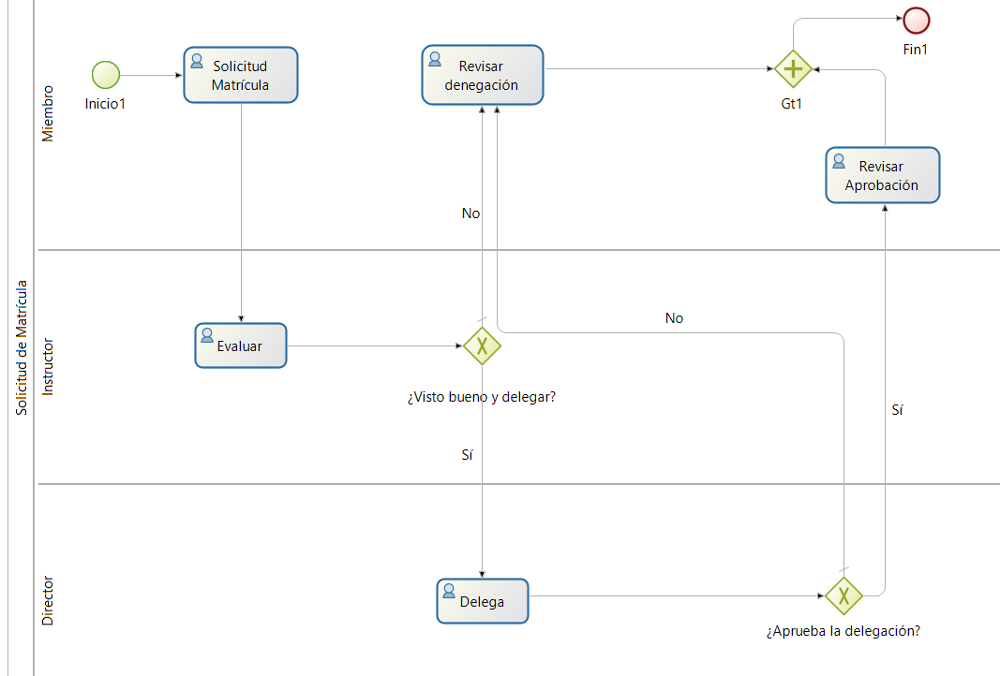 Solicitud de Matrícula
Miembro
Inicio1
Solicitud
Matrícula
Revisar
denegación
Gt1
Fin1
Revisar
Aprobación
No
Instructor
Evaluar
¿Visto bueno y delegar?
No
Sí
Sí
Director
Delega
¿Aprueba la delegación?